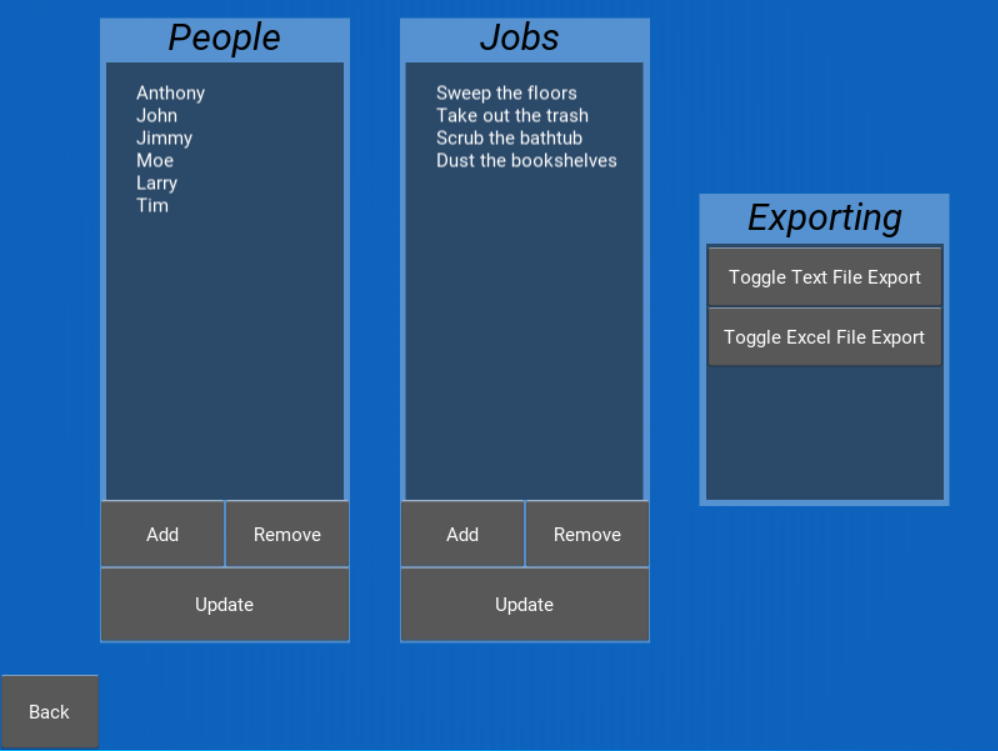 People
Anthony
John
Jimmy
Moe
Larry
Tim
Add
Remove
Update
Jobs
Sweep the floors
Take out the trash
Scrub the bathtub
Dust the bookshelves
Add
Remove
Update
Exporting
Toggle Text File Export
Toggle Excel File Export
Back